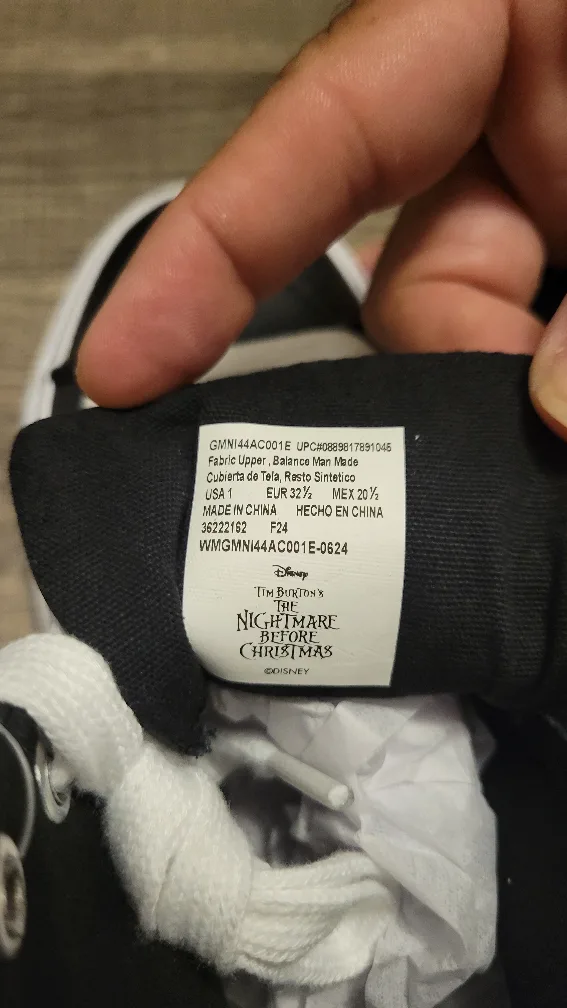 GMNI44AC001E UPC#0889817891045
Fabric Upper , Balance Man Made
Cubierta de Tela, Resto Sintetico
USA 1 EUR 32½ MEX 20½
MADE IN CHINA HECHO EN CHINA
36222162 F24
WMGMNI44AC001E-0624
Disney
TIM BURTON'S
THE
NIGHTMARE
BEFORE
CHRISTMAS
©DISNEY